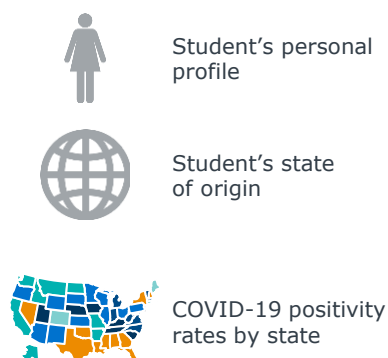 Student’s personal
profile
Student’s state
of origin
COVID-19 positivity
rates by state